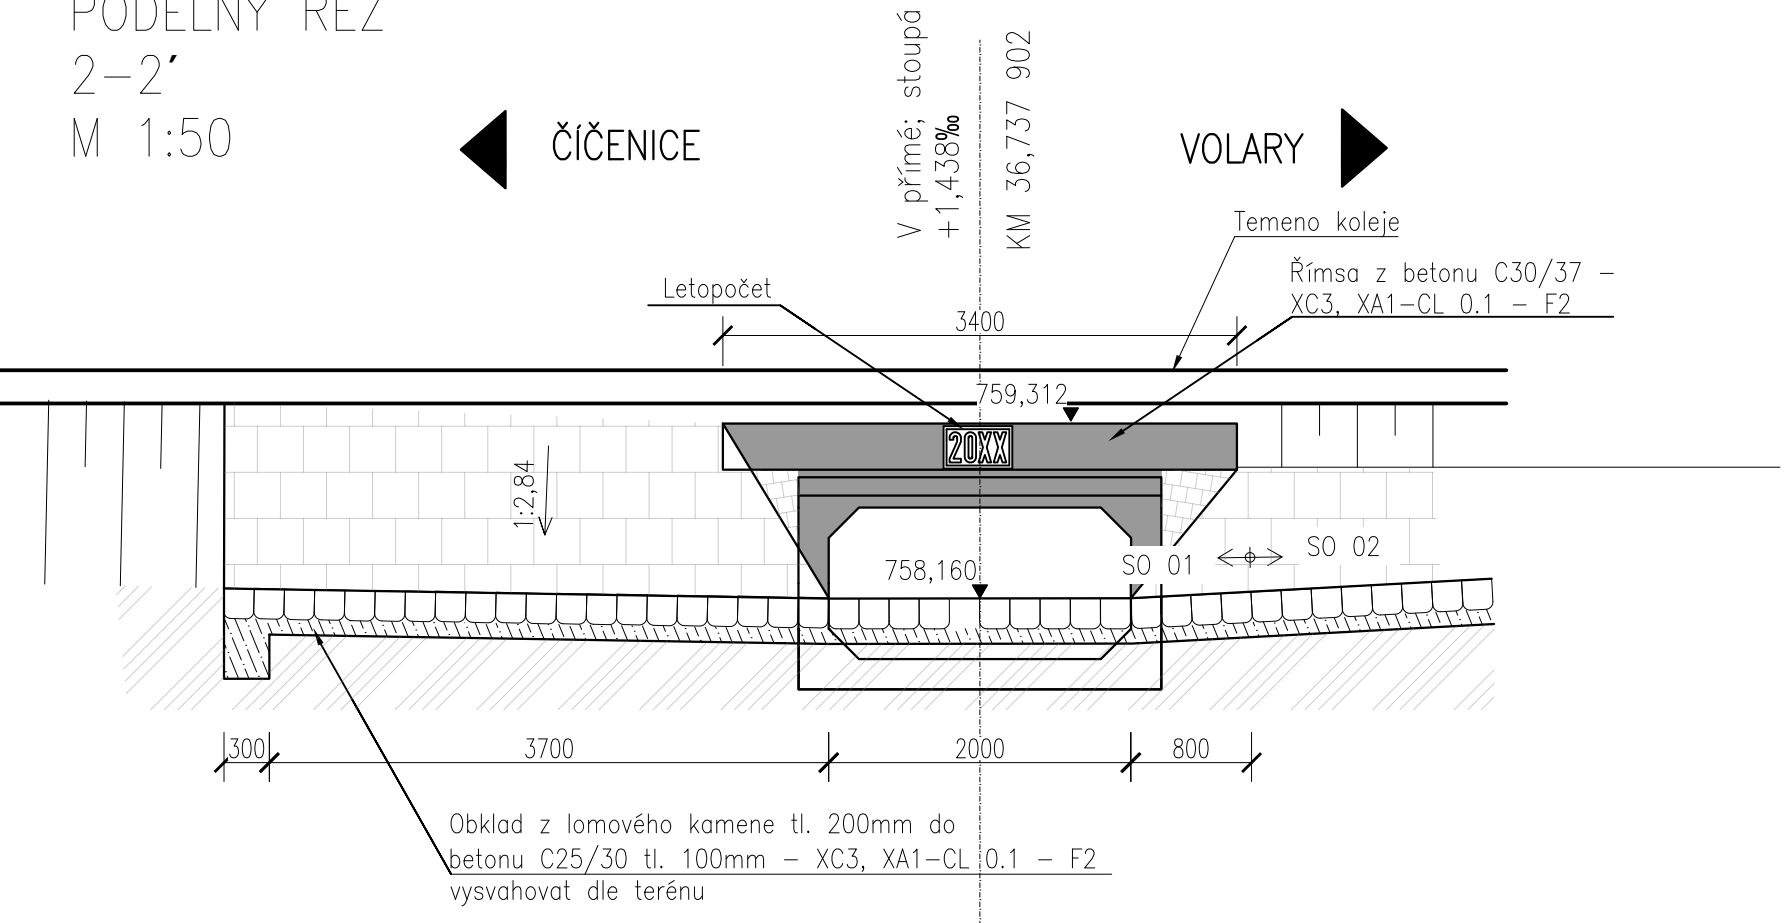 PODÉLNÝ ŘEZ
2-2′
M 1:50
ČÍČENICE
V přímé; stoupá
+1,438‰
KM 36,737 902
VOLARY
Temeno koleje
Římsa z betonu C30/37 –
XC3, XA1-CL 0.1 – F2
Letopočet
3400
759,312
20XX
1:2,84
758,160
SO 01
SO 02
300
3700
2000
800
Obklad z lomového kamene tl. 200mm do
betonu C25/30 tl. 100mm – XC3, XA1-CL 0.1 – F2
vysvahovat dle terénu